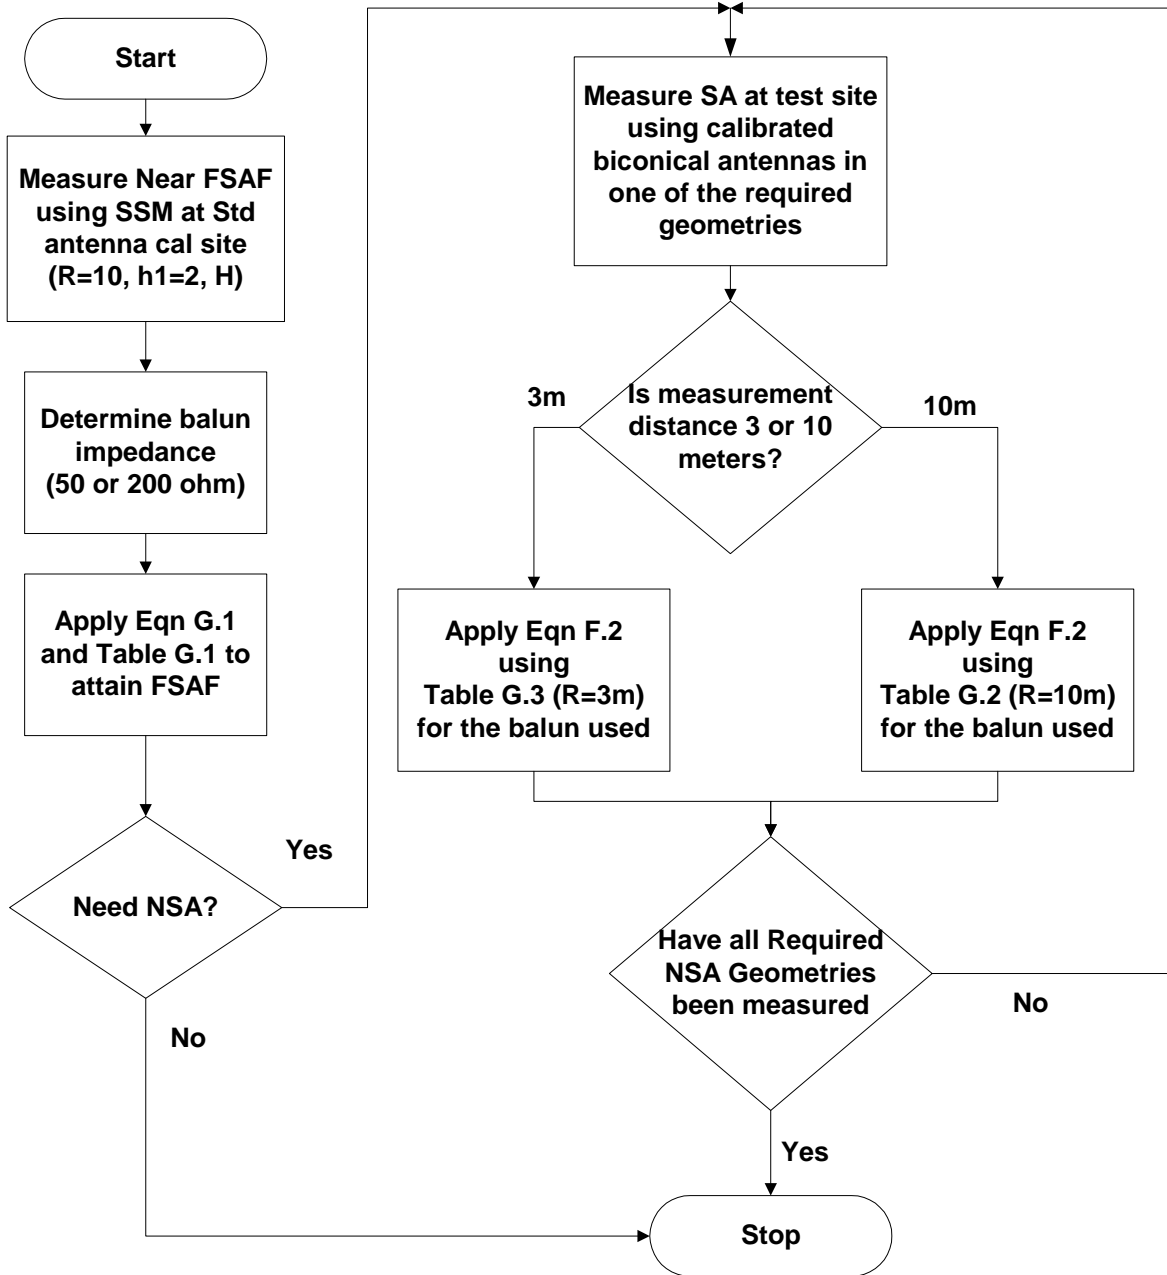 Start
Measure Near FSAF
using SSM at Std
antenna cal site
(R=10, h1=2, H)
Determine balun
impedance
(50 or 200 ohm)
Apply Eqn G.1
and Table G.1 to
attain FSAF
Need NSA?
Yes
No
Measure SA at test site
using calibrated
biconical antennas in
one of the required
geometries
Is measurement
distance 3 or 10
meters?
3m
10m
Apply Eqn F.2
using
Table G.3 (R=3m)
for the balun used
Apply Eqn F.2
using
Table G.2 (R=10m)
for the balun used
Have all Required
NSA Geometries
been measured
No
Yes
Stop